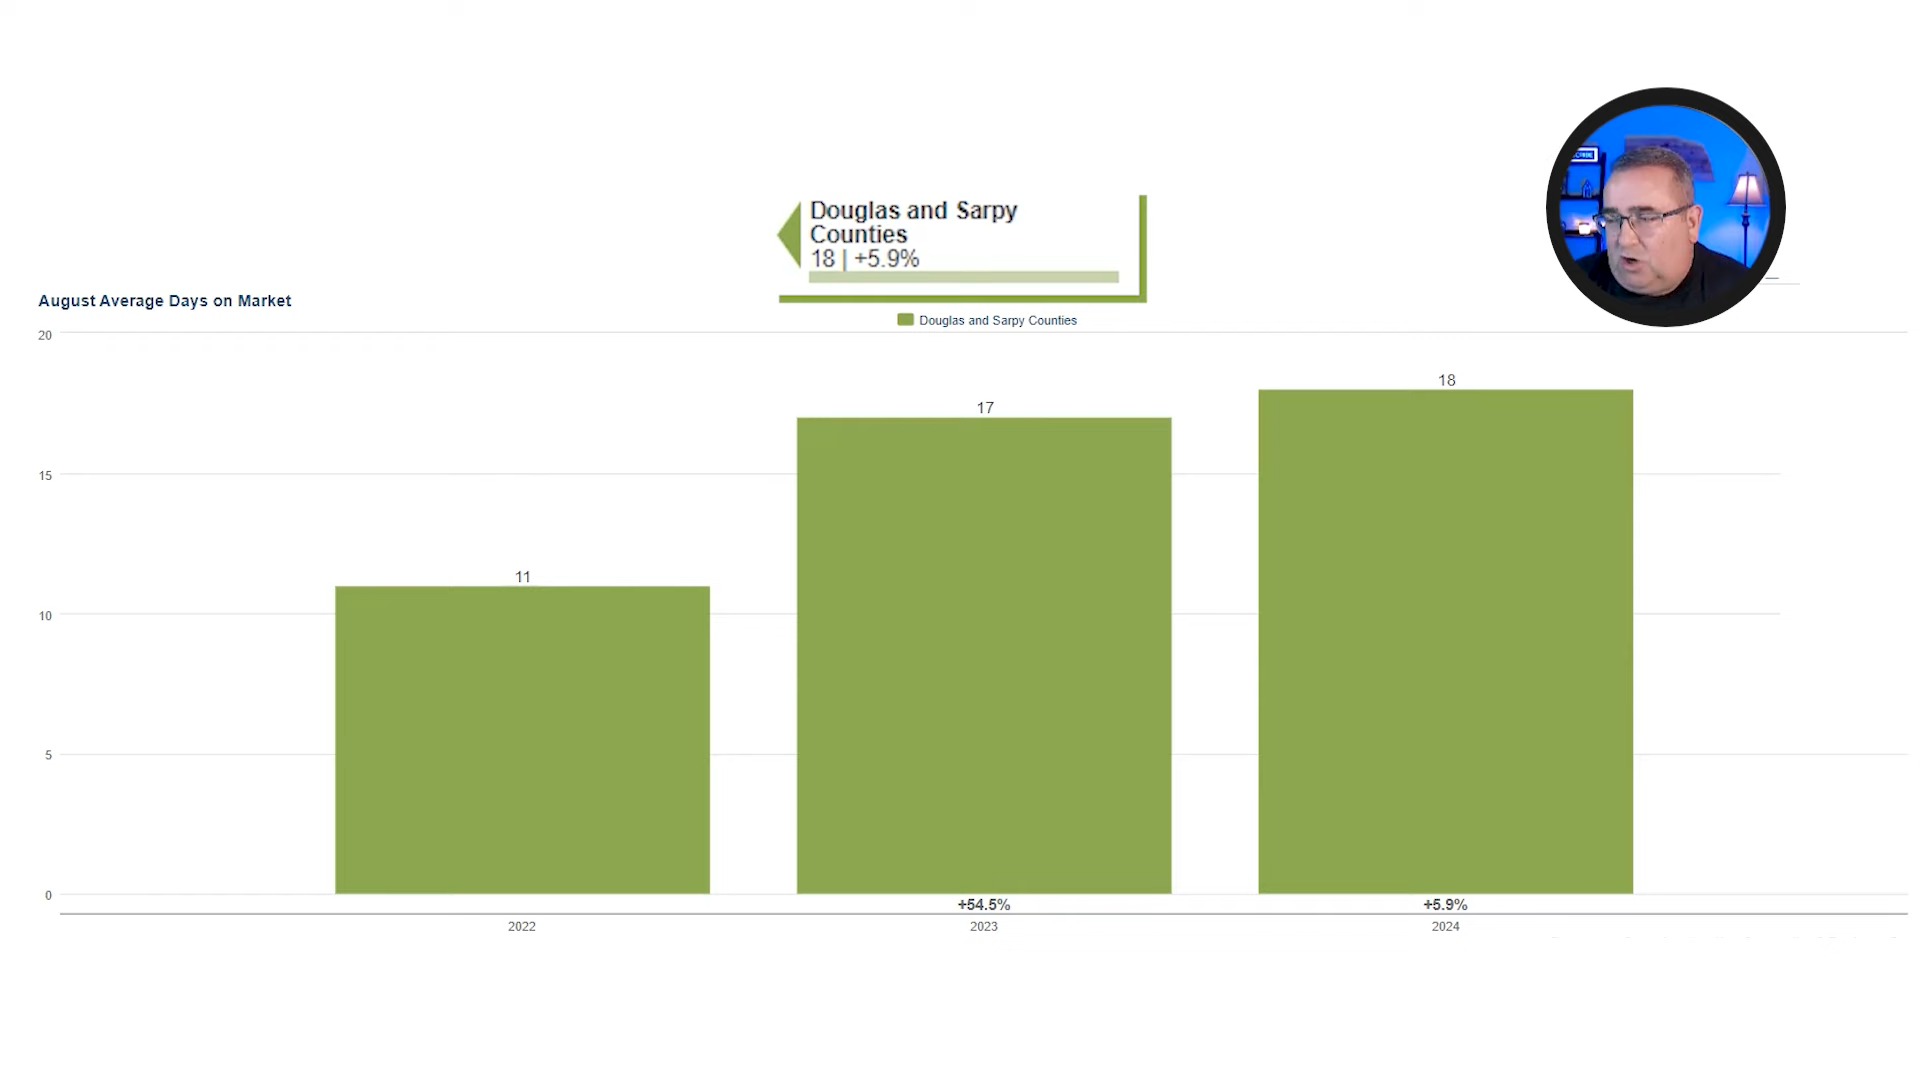 Douglas and Sarpy
Counties
18 | +5.9%
August Average Days on Market
Douglas and Sarpy Counties
20
15
10
5
0
11
17
18
+54.5%
+5.9%
2022
2023
2024